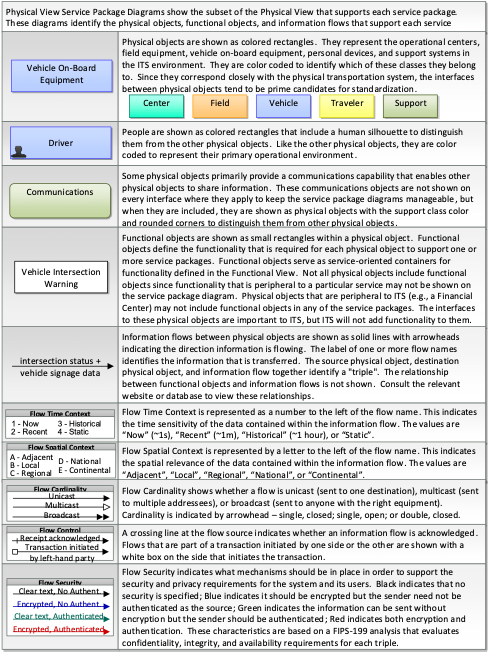 Physical View Service Package Diagrams show the subset of the Physical View that supports each service package.
These diagrams identify the physical objects, functional objects, and information flows that support each service
Vehicle On-Board
Equipment
Physical objects are shown as colored rectangles. They represent the operational centers,
field equipment, vehicle on-board equipment, personal devices, and support systems in
the ITS environment. They are color coded to identify which of these classes they belong
to. Since they correspond closely with the physical transportation system, the interfaces
between physical objects tend to be prime candidates for standardization.
Center
Field
Vehicle
Traveler
Support
Driver
People are shown as colored rectangles that include a human silhouette to distinguish
them from the other physical objects. Like the other physical objects, they are color
coded to represent their primary operational environment.
Communications
Some physical objects primarily provide a communications capability that enables other
physical objects to share information. These communications objects are not shown on
every interface where they apply to keep the service package diagrams manageable, but
when they are included, they are shown as physical objects with the support class color
and rounded corners to distinguish them from other physical objects.
Vehicle Intersection
Warning
Functional objects are shown as small rectangles within a physical object. Functional
objects define the functionality that is required for each physical object to support one or
more service packages. Functional objects serve as service-oriented containers for
functionality defined in the Functional View. Not all physical objects include functional
objects since functionality that is peripheral to a particular service may not be shown on
the service package diagram. Physical objects that are peripheral to ITS (e.g., a Financial
Center) may not include functional objects in any of the service packages. The interfaces
to these physical objects are important to ITS, but ITS will not add functionality to them.
intersection status +
vehicle signage data
Information flows between physical objects are shown as solid lines with arrowheads
indicating the direction information is flowing. The label of one or more flow names
identifies the information that is transferred. The source physical object, destination
physical object, and information flow together identify a "triple". The relationship
between functional objects and information flows is not shown. Consult the relevant
website or database to view these relationships.
Flow Time Context
1 - Now 3 - Historical
2 - Recent 4 - Static
Flow Time Context is represented as a number to the left of the flow name. This indicates
the time sensitivity of the data contained within the information flow. The values are
“Now” (~1s), “Recent” (~1m), “Historical” (~1 hour), or “Static”.
Flow Spatial Context
A - Adjacent
B - Local
C - Regional
D - National
E - Continental
Flow Spatial Context is represented by a letter to the left of the flow name. This indicates
the spatial relevance of the data contained within the information flow. The values are
“Adjacent”, “Local”, “Regional”, “National”, or “Continental”.
Flow Cardinality
Unicast
Multicast
Broadcast
Flow Cardinality shows whether a flow is unicast (sent to one destination), multicast (sent
to multiple addresses), or broadcast (sent to anyone with the right equipment).
Cardinality is indicated by arrowhead – single, closed; single, open; or double, closed.
Flow Control
Receipt acknowledged
Transaction initiated
by left-hand party
A crossing line at the flow source indicates whether an information flow is acknowledged.
Flows that are part of a transaction initiated by one side or the other are shown with a
white box on the side that initiates the transaction.
Flow Security
Clear text, No Authent
Encrypted, No Authent
Clear text, Authenticated
Encrypted, Authenticated
Flow Security indicates what mechanisms should be in place in order to support the
security and privacy requirements for the system and its users. Black indicates that no
security is specified; Blue indicates it should be encrypted but the sender need not be
authenticated as the source; Green indicates the information can be sent without
encryption but the sender should be authenticated; Red indicates both encryption and
authentication. These characteristics are based on a FIPS-199 analysis that evaluates
confidentiality, integrity, and availability requirements for each triple.